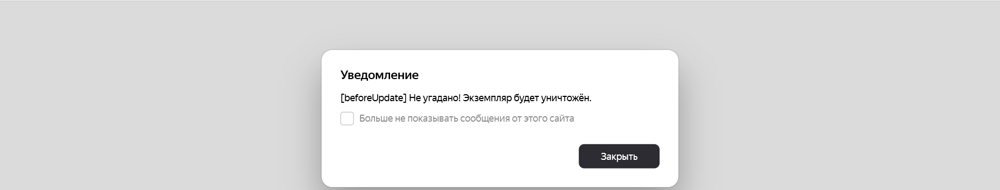 Уведомление
[beforeUpdate] Не угадано! Экземпляр будет уничтожён.
Больше не показывать сообщения от этого сайта
Закрыть